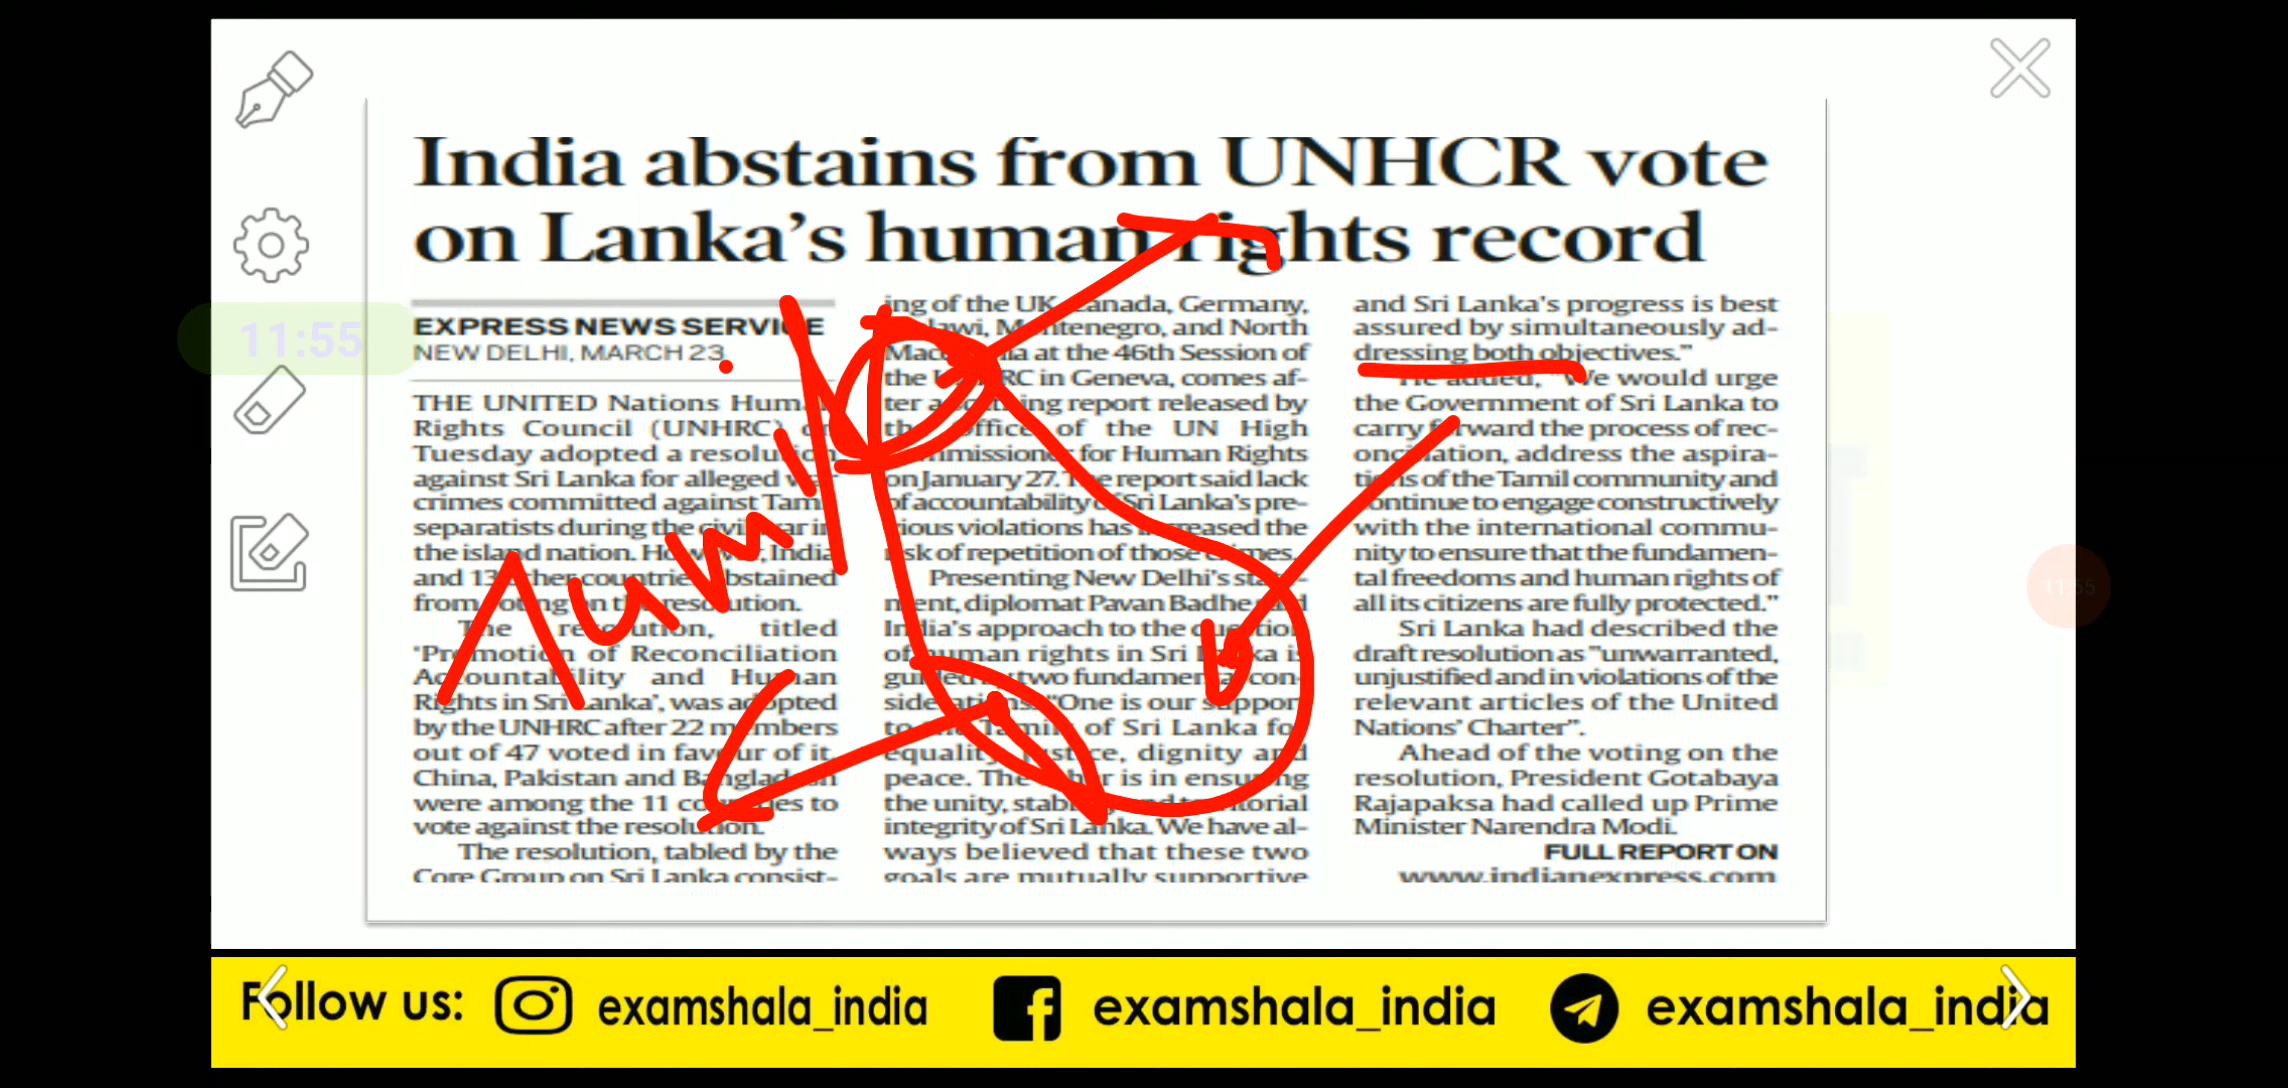 India abstains from UNHCR vote
on Lanka's human rights record
11:55
EXPRESS NEWS SERVICE
NEW DELHI, MARCH 23
THE UNITED Nations Human
Rights Council (UNHRC) on
Tuesday adopted a resolution
against Sri Lanka for alleged war
crimes committed against Tamil
separatists during the civil war in
the island nation. However, India
and 13 other countries abstained
from voting on the resolution.
The resolution, titled
'Promotion of Reconciliation
Accountability and Human
Rights in Sri Lanka', was adopted
by the UNHRC after 22 members
out of 47 voted in favour of it.
China, Pakistan and Bangladesh
were among the 11 countries to
vote against the resolution.
The resolution, tabled by the
Core Group on Sri Lanka consist-
ing of the UK, Canada, Germany,
Malawi, Montenegro, and North
Macedonia at the 46th Session of
the UNHRC in Geneva, comes af-
ter a scathing report released by
the Office of the UN High
Commissioner for Human Rights
on January 27. The report said lack
of accountability of Sri Lanka's pre-
vious violations has increased the
risk of repetition of those crimes.
Presenting New Delhi's state-
ment, diplomat Pavan Badhe said
India's approach to the question
of human rights in Sri Lanka is
guided by two fundamental con-
siderations. "One is our support
to the Tamils of Sri Lanka for
equality, justice, dignity and
peace. The other is in ensuring
the unity, stability and territorial
integrity of Sri Lanka. We have al-
ways believed that these two
goals are mutually supportive
and Sri Lanka's progress is best
assured by simultaneously ad-
dressing both objectives."
He added, "We would urge
the Government of Sri Lanka to
carry forward the process of rec-
onciliation, address the aspira-
tions of the Tamil community and
continue to engage constructively
with the international commu-
nity to ensure that the fundamen-
tal freedoms and human rights of
all its citizens are fully protected."
Sri Lanka had described the
draft resolution as "unwarranted,
unjustified and in violations of the
relevant articles of the United
Nations' Charter".
Ahead of the voting on the
resolution, President Gotabaya
Rajapaksa had called up Prime
Minister Narendra Modi.
FULL REPORT ON
www.indianexpress.com
11:55
Follow us: examshala_india examshala_india examshala_india